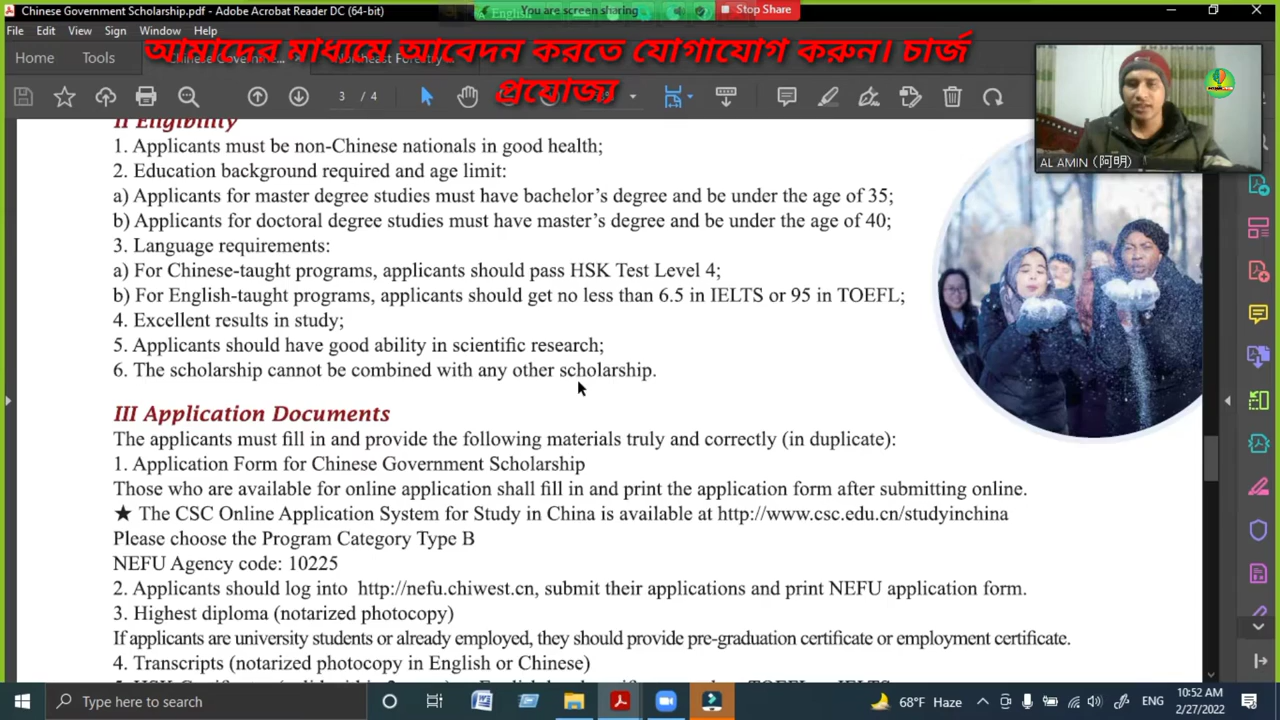 Chinese Government Scholarship.pdf - Adobe Acrobat Reader DC (64-bit)
You are screen sharing
Stop Share
File Edit View Sign Window Help
আমাদের মাধ্যমে আবেদন করতে যোগাযোগ করুন। চার্জ
প্রযোজ্য
Home Tools Chinese Governme... Northeast Forestry
3 / 4
AL AMIN (阿明)
II Eligibility
1. Applicants must be non-Chinese nationals in good health;
2. Education background required and age limit:
a) Applicants for master degree studies must have bachelor's degree and be under the age of 35;
b) Applicants for doctoral degree studies must have master's degree and be under the age of 40;
3. Language requirements:
a) For Chinese-taught programs, applicants should pass HSK Test Level 4;
b) For English-taught programs, applicants should get no less than 6.5 in IELTS or 95 in TOEFL;
4. Excellent results in study;
5. Applicants should have good ability in scientific research;
6. The scholarship cannot be combined with any other scholarship.
III Application Documents
The applicants must fill in and provide the following materials truly and correctly (in duplicate):
1. Application Form for Chinese Government Scholarship
Those who are available for online application shall fill in and print the application form after submitting online.
★ The CSC Online Application System for Study in China is available at http://www.csc.edu.cn/studyinchina
Please choose the Program Category Type B
NEFU Agency code: 10225
2. Applicants should log into http://nefu.chiwest.cn, submit their applications and print NEFU application form.
3. Highest diploma (notarized photocopy)
If applicants are university students or already employed, they should provide pre-graduation certificate or employment certificate.
4. Transcripts (notarized photocopy in English or Chinese)
Type here to search
68°F Haze
ENG
10:52 AM
2/27/2022